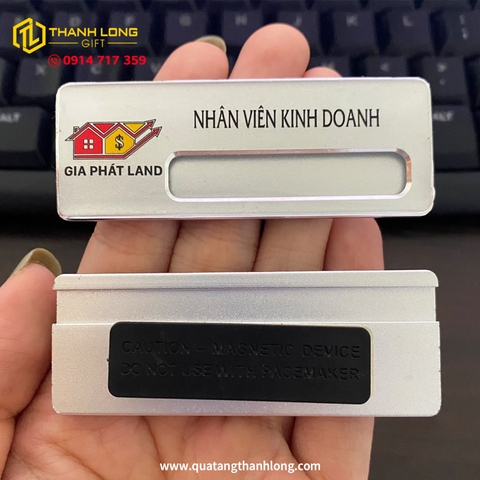 THANH LONG
GIFT
0914 717 359
NHÂN VIÊN KINH DOANH
GIA PHÁT LAND
CAUTION - MAGNETIC DEVICE
DO NOT USE WITH PACEMAKER
www.quatangthanhlong.com